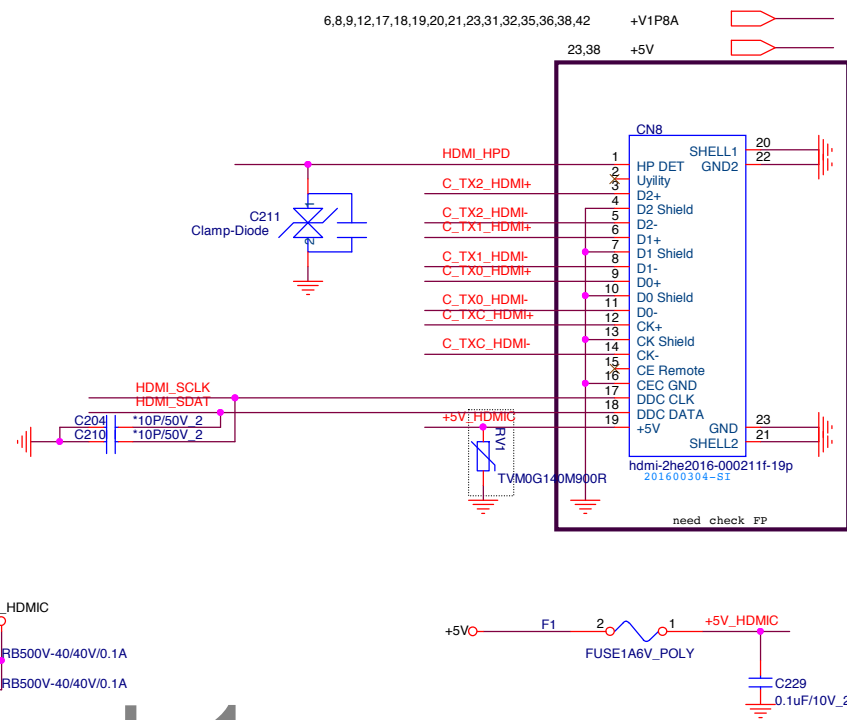 6,8,9,12,17,18,19,20,21,23,31,32,35,36,38,42 +V1P8A
23,38 +5V
CN8
HDMI_HPD 1 HP DET SHELL1 20
2 Uyility GND2 22
C_TX2_HDMI+ 3 D2+
4 D2 Shield
C_TX2_HDMI- 5 D2-
C_TX1_HDMI+ 6 D1+
7 D1 Shield
C_TX1_HDMI- 8 D1-
C_TX0_HDMI+ 9 D0+
10 D0 Shield
C_TX0_HDMI- 11 D0-
C_TXC_HDMI+ 12 CK+
13 CK Shield
C_TXC_HDMI- 14 CK-
15 CE Remote
16 CEC GND
HDMI_SCLK 17 DDC CLK
HDMI_SDAT 18 DDC DATA
+5V_HDMIC 19 +5V GND 23
SHELL2 21
C211 1
Clamp-Diode 2
C204 *10P/50V_2
C210 *10P/50V_2
RV1
TVM0G140M900R
hdmi-2he2016-000211f-19p
201600304-SI
need check FP
_HDMIC
RB500V-40/40V/0.1A
RB500V-40/40V/0.1A
+5V F1 2 1 +5V_HDMIC
FUSE1A6V_POLY
C229
0.1uF/10V_2